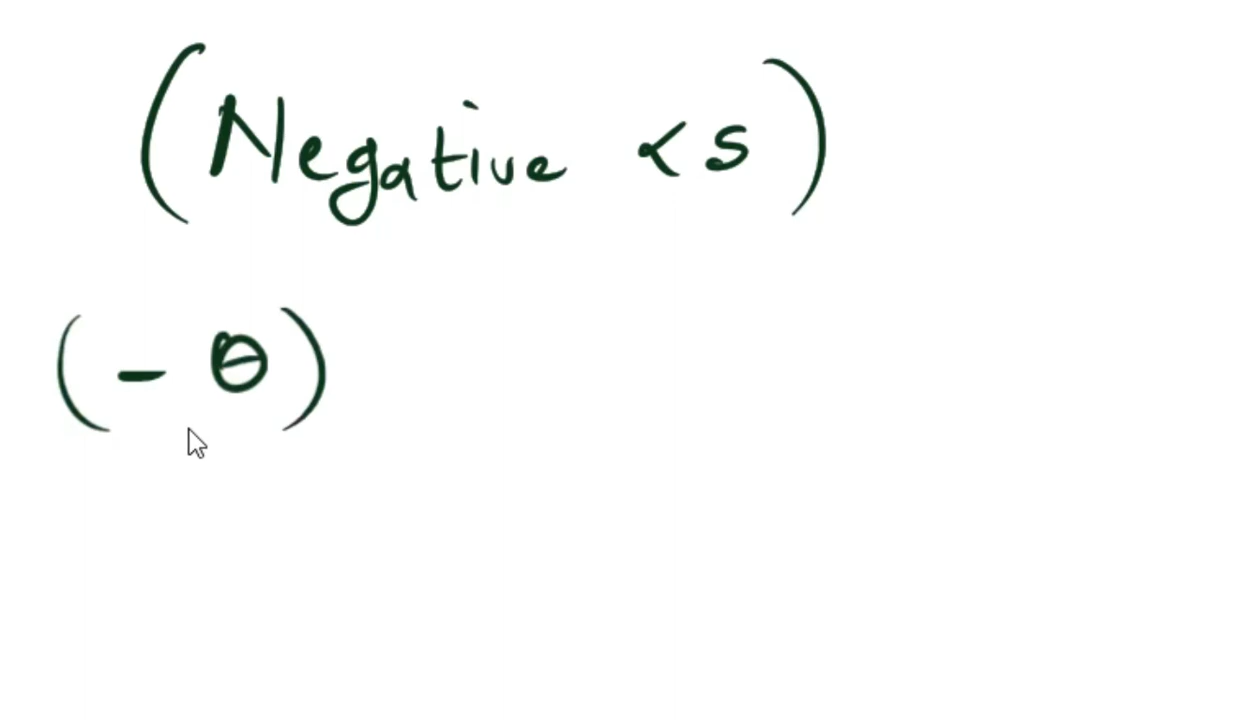 (Negative <s)
(- θ)